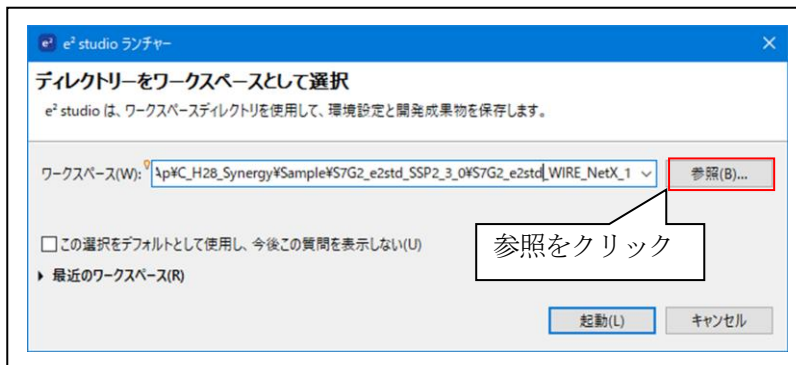 e² studio ランチャー
ディレクトリーをワークスペースとして選択
e² studio は、ワークスペースディレクトリを使用して、環境設定と開発成果物を保存します。
ワークスペース(W): Ap¥C_H28_Synergy¥Sample¥S7G2_e2std_SSP2_3_0¥S7G2_e2std_WIRE_NetX_1 参照(B)...
参照をクリック
この選択をデフォルトとして使用し、今後この質問を表示しない(U)
最近のワークスペース(R)
起動(L) キャンセル